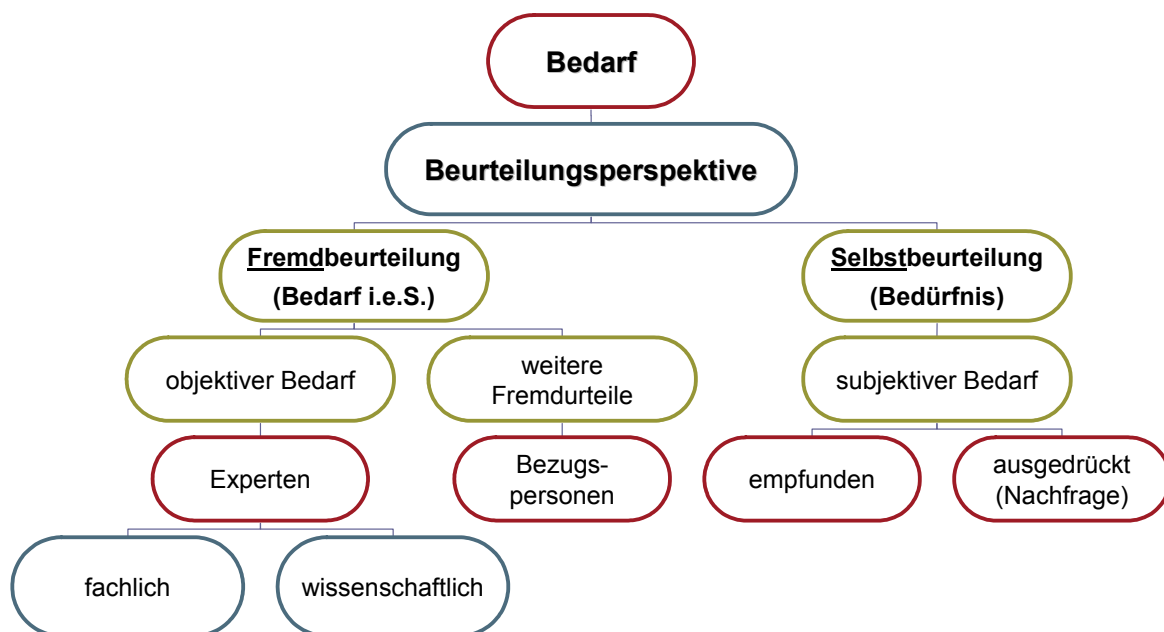 Bedarf
Beurteilungsperspektive
Fremdbeurteilung
(Bedarf i.e.S.)
Selbstbeurteilung
(Bedürfnis)
objektiver Bedarf
weitere
Fremdurteile
subjektiver Bedarf
Experten
Bezugs-
personen
empfunden
ausgedrückt
(Nachfrage)
fachlich
wissenschaftlich